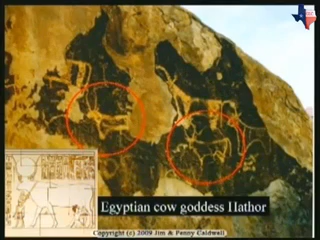 Egyptian cow goddess Hathor
Copyright (c) 2009 Jim & Penny Caldwell